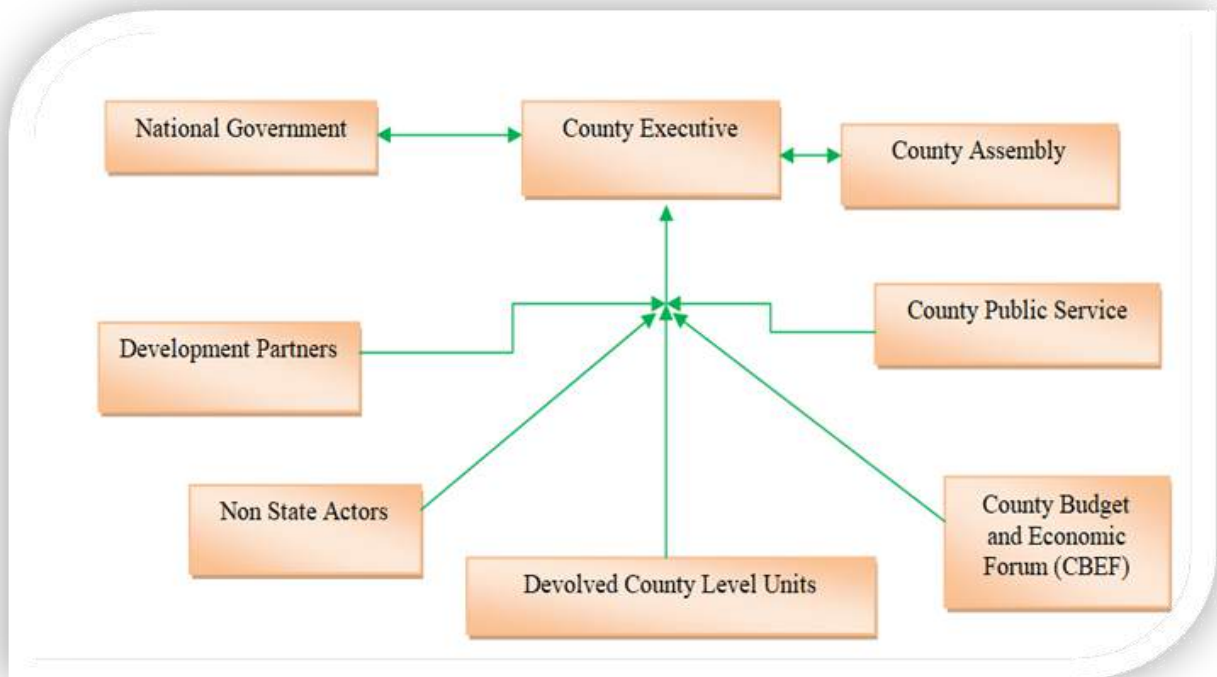 National Government
County Executive
County Assembly
County Public Service
Development Partners
Non State Actors
County Budget
and Economic
Forum (CBEF)
Devolved County Level Units